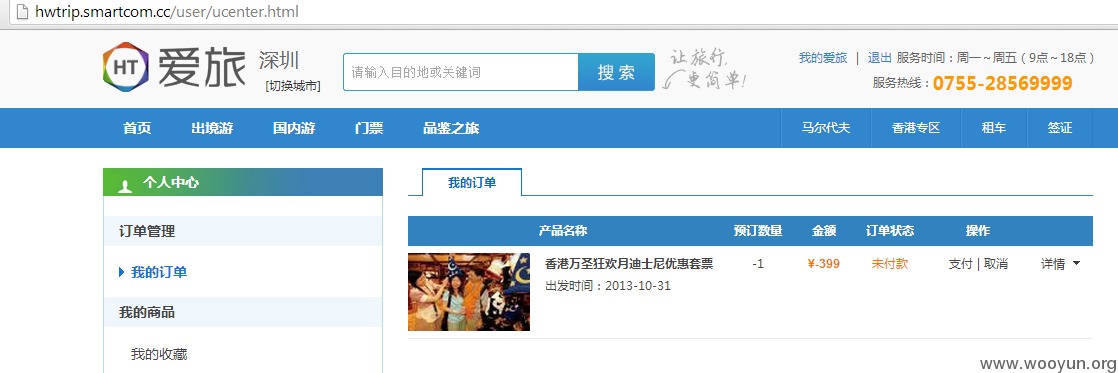 hwtrip.smartcom.cc/user/ucenter.html
HT 爱旅 深圳
[切换城市]
请输入目的地或关键词 搜 索
让旅行,
更简单!
我的爱旅 | 退出 服务时间：周一~周五 ( 9点~18点 )
服务热线：0755-28569999
首页 出境游 国内游 门票 品鉴之旅 马尔代夫 香港专区 租车 签证
个人中心
订单管理
我的订单
我的商品
我的收藏
我的订单
产品名称 预订数量 金额 订单状态 操作
香港万圣狂欢月迪士尼优惠套票 -1 ¥-399 未付款 支付 | 取消 详情
出发时间：2013-10-31
www.wooyun.org